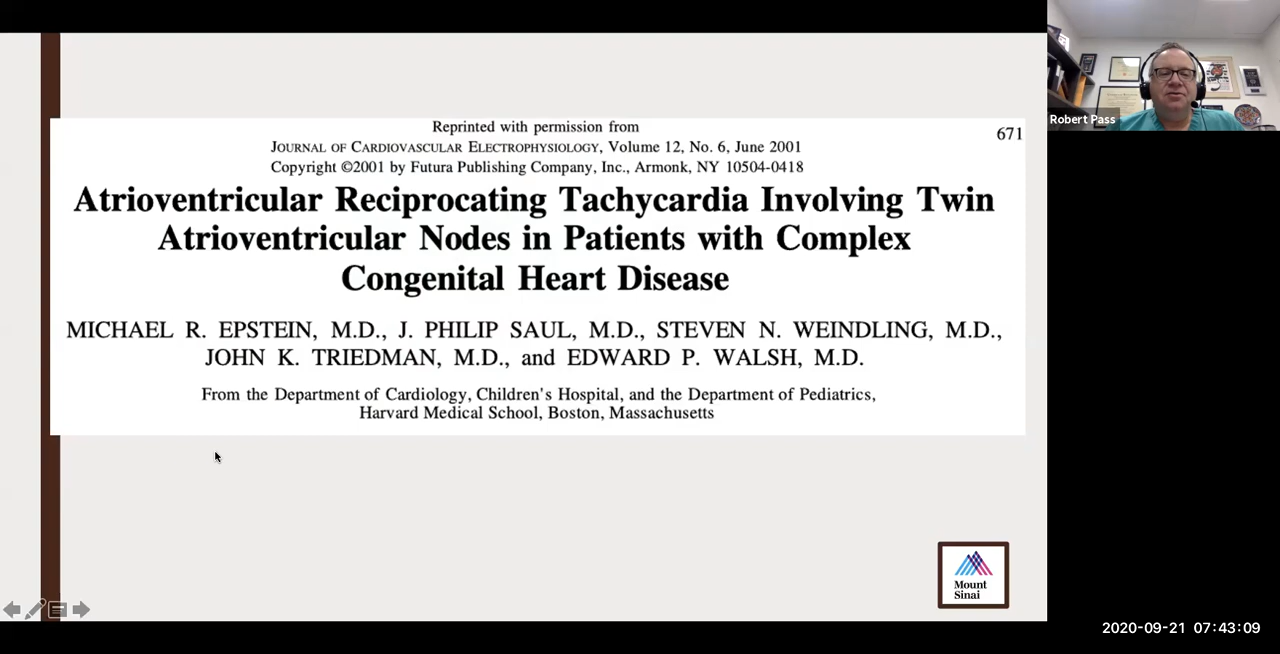 Reprinted with permission from
JOURNAL OF CARDIOVASCULAR ELECTROPHYSIOLOGY, Volume 12, No. 6, June 2001
Copyright ©2001 by Futura Publishing Company, Inc., Armonk, NY 10504-0418
671
Atrioventricular Reciprocating Tachycardia Involving Twin
Atrioventricular Nodes in Patients with Complex
Congenital Heart Disease
MICHAEL R. EPSTEIN, M.D., J. PHILIP SAUL, M.D., STEVEN N. WEINDLING, M.D.,
JOHN K. TRIEDMAN, M.D., and EDWARD P. WALSH, M.D.
From the Department of Cardiology, Children's Hospital, and the Department of Pediatrics,
Harvard Medical School, Boston, Massachusetts
Mount
Sinai
Robert Pass
2020-09-21 07:43:09